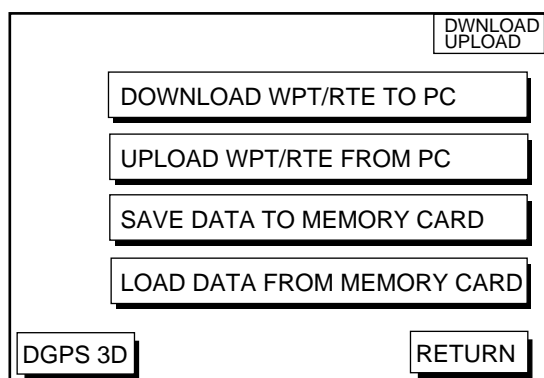 DWNLOAD
UPLOAD
DOWNLOAD WPT/RTE TO PC
UPLOAD WPT/RTE FROM PC
SAVE DATA TO MEMORY CARD
LOAD DATA FROM MEMORY CARD
DGPS 3D
RETURN